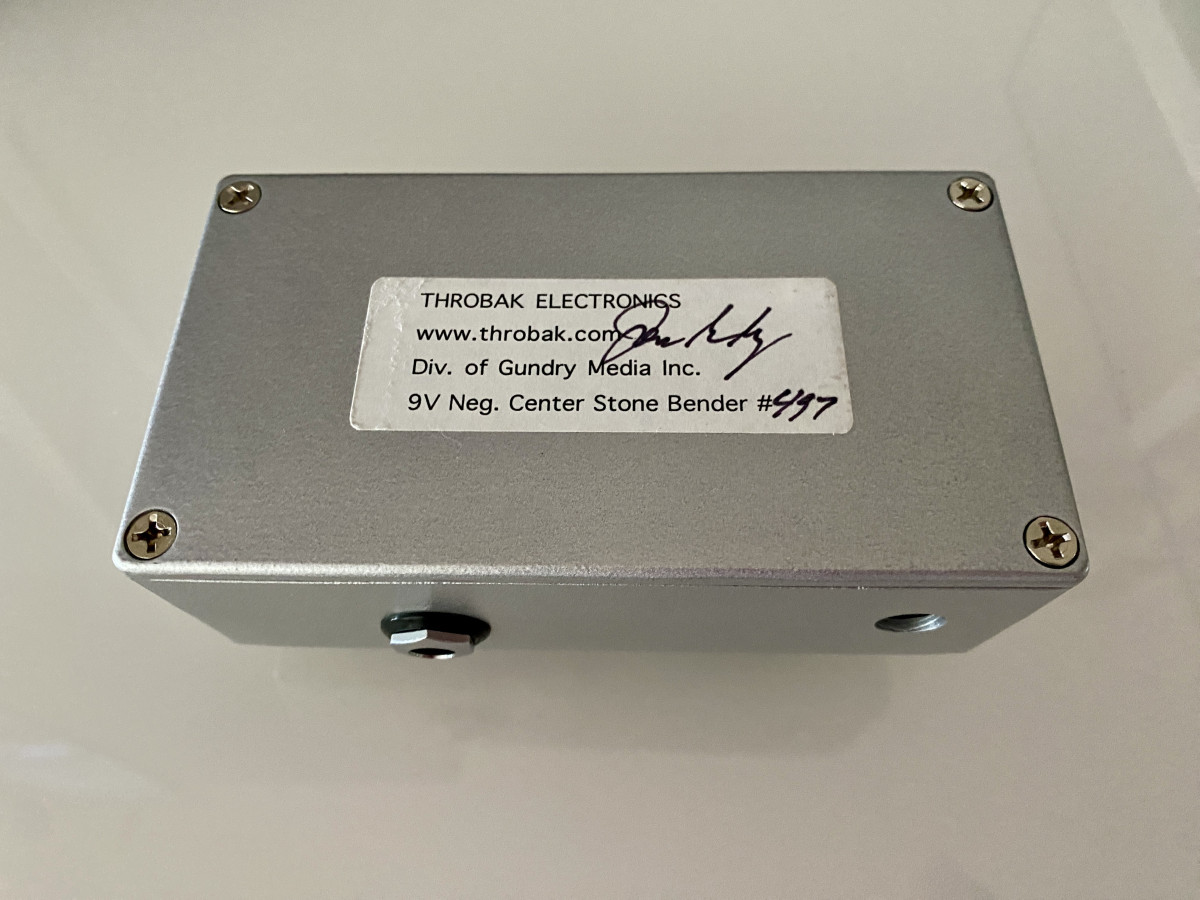 THROBAK ELECTRONICS
www.throbak.com
Div. of Gundry Media Inc.
9V Neg. Center Stone Bender #497